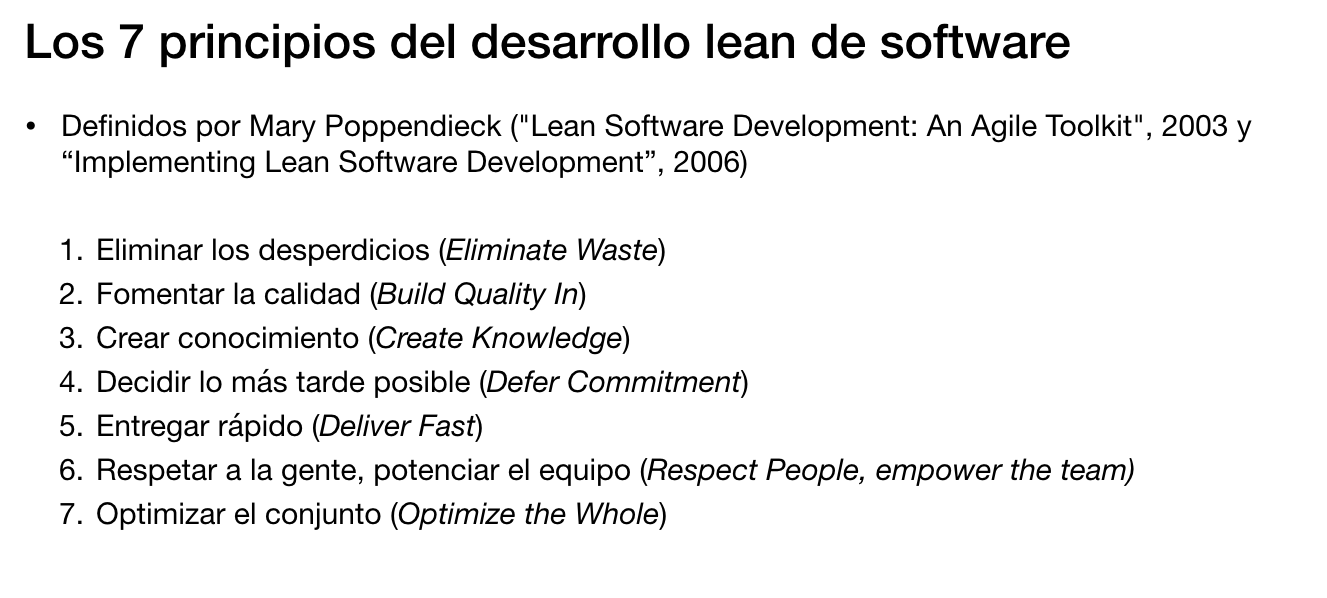 Los 7 principios del desarrollo lean de software
• Definidos por Mary Poppendieck ("Lean Software Development: An Agile Toolkit", 2003 y
“Implementing Lean Software Development”, 2006)
1. Eliminar los desperdicios (Eliminate Waste)
2. Fomentar la calidad (Build Quality In)
3. Crear conocimiento (Create Knowledge)
4. Decidir lo más tarde posible (Defer Commitment)
5. Entregar rápido (Deliver Fast)
6. Respetar a la gente, potenciar el equipo (Respect People, empower the team)
7. Optimizar el conjunto (Optimize the Whole)